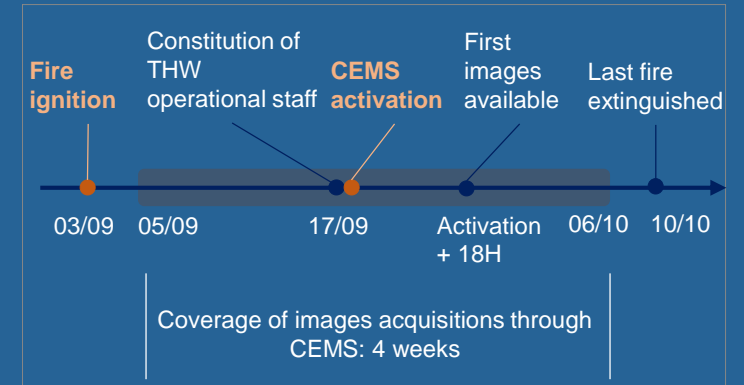 Fire
ignition
Constitution of
THW
operational staff
CEMS
activation
First
images
available
Last fire
extinguished
03/09
05/09
17/09
Activation
+ 18H
06/10
10/10
Coverage of images acquisitions through
CEMS: 4 weeks